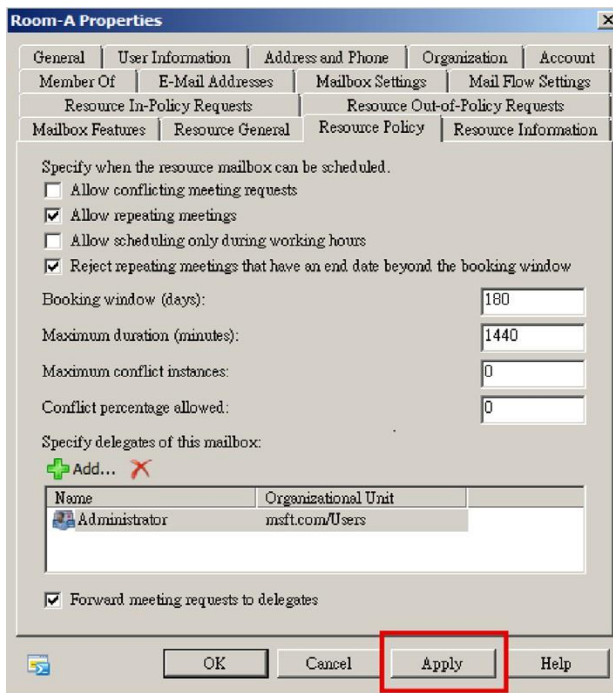 Room-A Properties
General User Information Address and Phone Organization Account
Member Of E-Mail Addresses Mailbox Settings Mail Flow Settings
Resource In-Policy Requests Resource Out-of-Policy Requests
Mailbox Features Resource General Resource Policy Resource Information
Specify when the resource mailbox can be scheduled.
Allow conflicting meeting requests
Allow repeating meetings
Allow scheduling only during working hours
Reject repeating meetings that have an end date beyond the booking window
Booking window (days): 180
Maximum duration (minutes): 1440
Maximum conflict instances: 0
Conflict percentage allowed: 0
Specify delegates of this mailbox:
Add...
Name Organizational Unit
Administrator msft.com/Users
Forward meeting requests to delegates
OK Cancel Apply Help